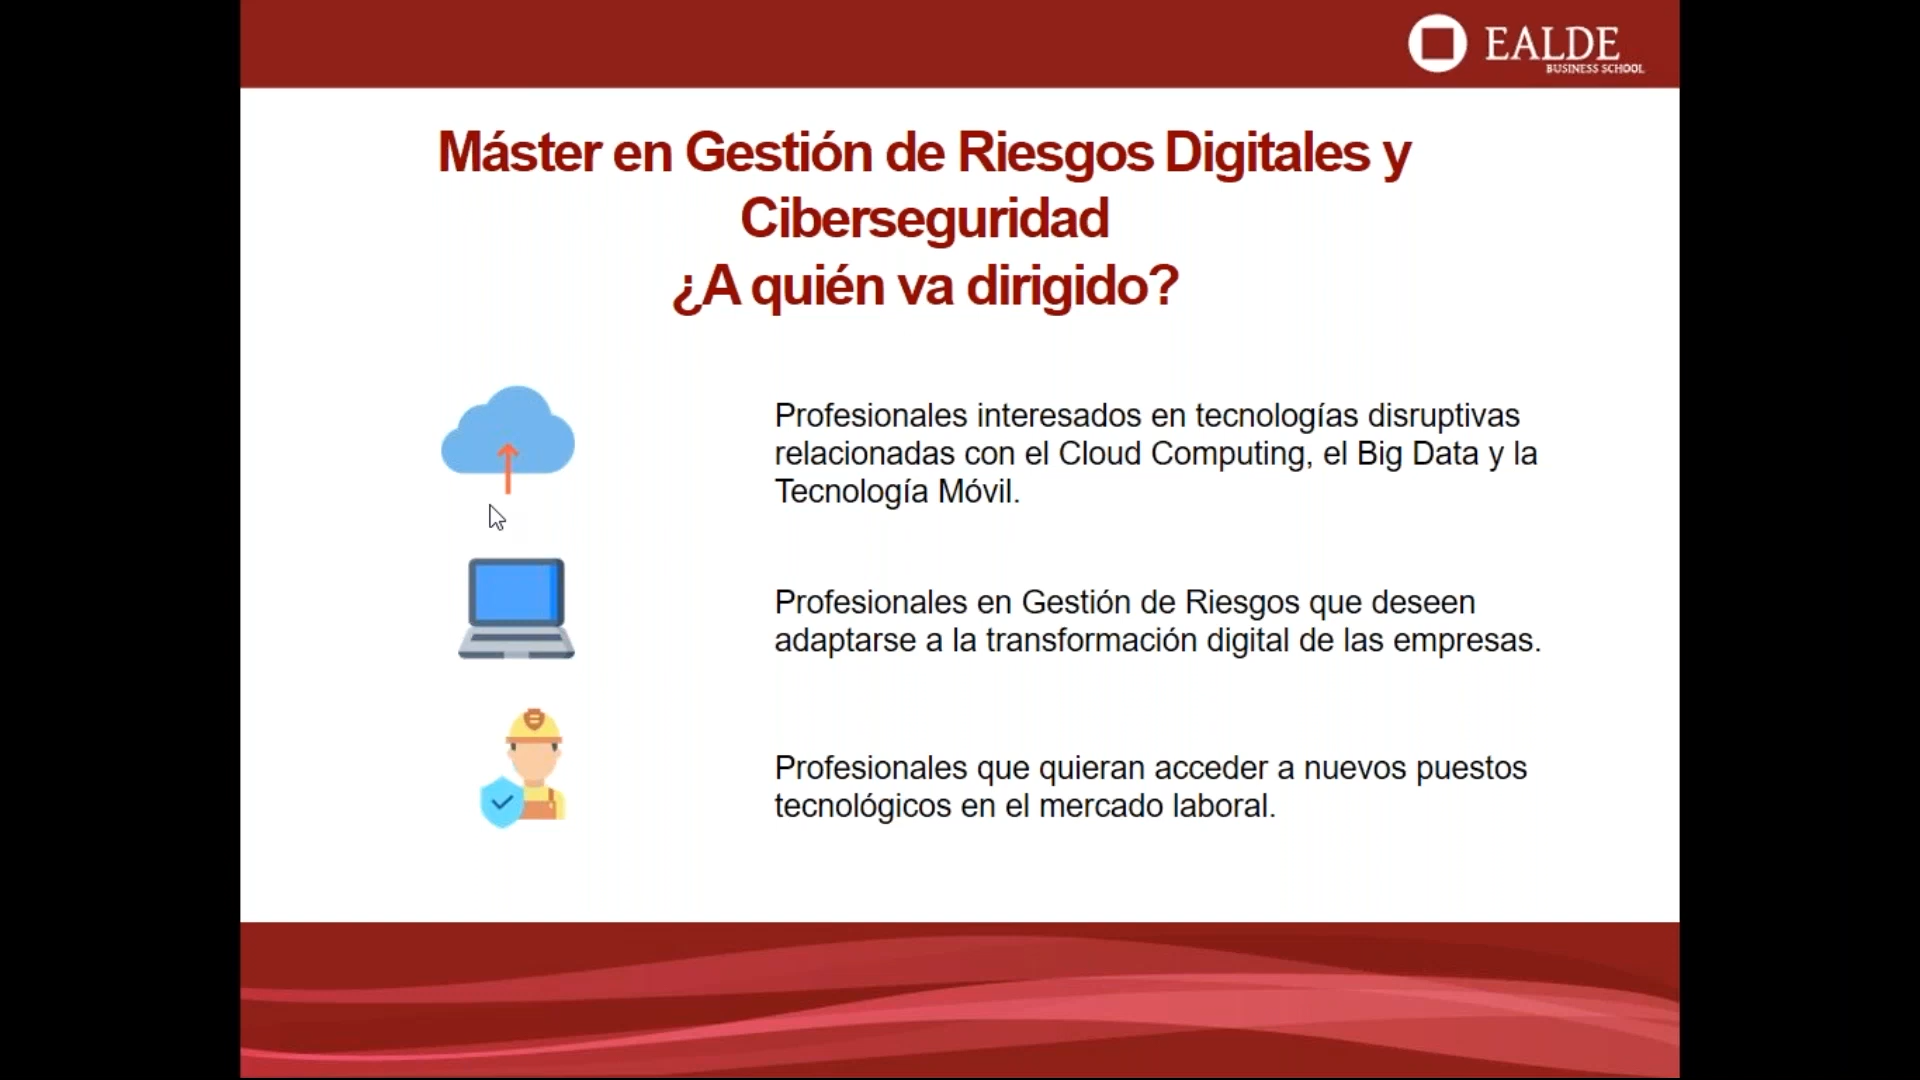 EALDE
BUSINESS SCHOOL
Máster en Gestión de Riesgos Digitales y
Ciberseguridad
¿A quién va dirigido?
Profesionales interesados en tecnologías disruptivas
relacionadas con el Cloud Computing, el Big Data y la
Tecnología Móvil.
Profesionales en Gestión de Riesgos que deseen
adaptarse a la transformación digital de las empresas.
Profesionales que quieran acceder a nuevos puestos
tecnológicos en el mercado laboral.